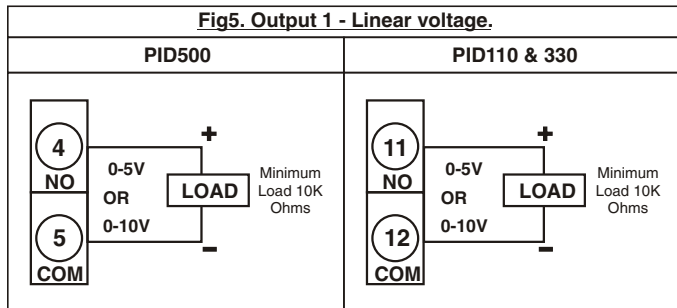 Fig5. Output 1 - Linear voltage.
PID500
4
NO
5
COM
0-5V
OR
0-10V
+
LOAD
–
Minimum
Load 10K
Ohms
PID110 & 330
11
NO
12
COM
0-5V
OR
0-10V
+
LOAD
–
Minimum
Load 10K
Ohms